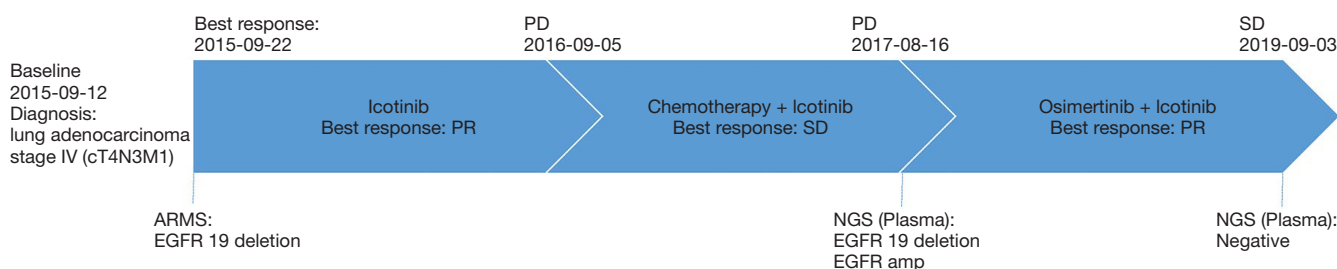 Best response:
2015-09-22
PD
2016-09-05
PD
2017-08-16
SD
2019-09-03
Baseline
2015-09-12
Diagnosis:
lung adenocarcinoma
stage IV (cT4N3M1)
Icotinib
Best response: PR
Chemotherapy + Icotinib
Best response: SD
Osimertinib + Icotinib
Best response: PR
ARMS:
EGFR 19 deletion
NGS (Plasma):
EGFR 19 deletion
EGFR amp
NGS (Plasma):
Negative